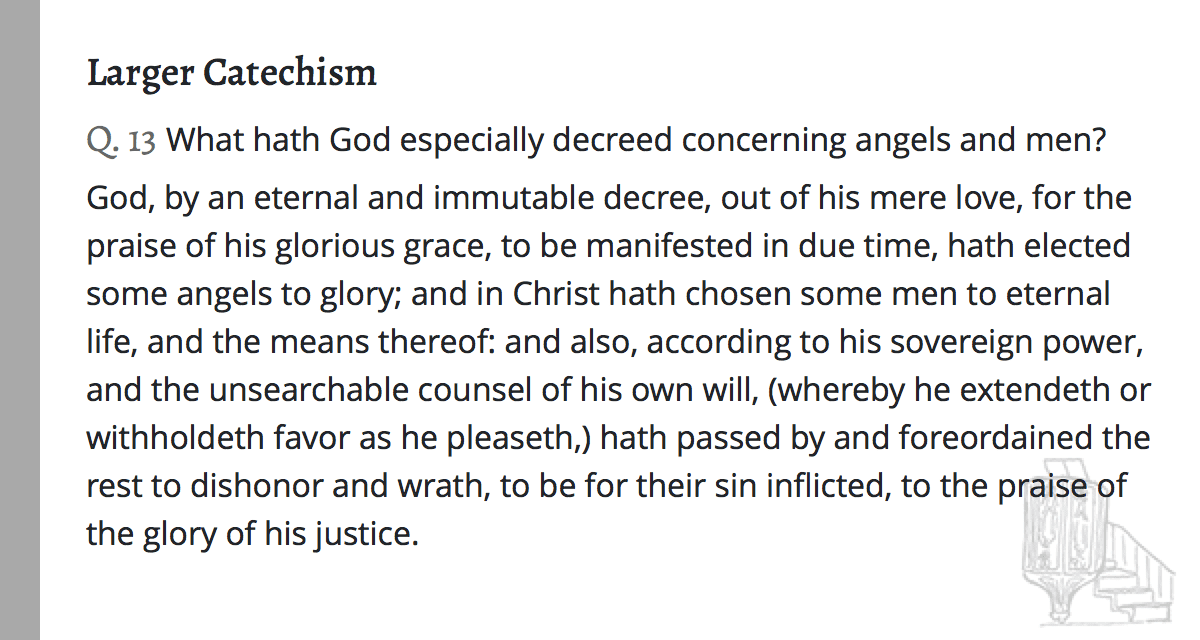 Larger Catechism
Q. 13 What hath God especially decreed concerning angels and men?
God, by an eternal and immutable decree, out of his mere love, for the
praise of his glorious grace, to be manifested in due time, hath elected
some angels to glory; and in Christ hath chosen some men to eternal
life, and the means thereof: and also, according to his sovereign power,
and the unsearchable counsel of his own will, (whereby he extendeth or
withholdeth favor as he pleaseth,) hath passed by and foreordained the
rest to dishonor and wrath, to be for their sin inflicted, to the praise of
the glory of his justice.